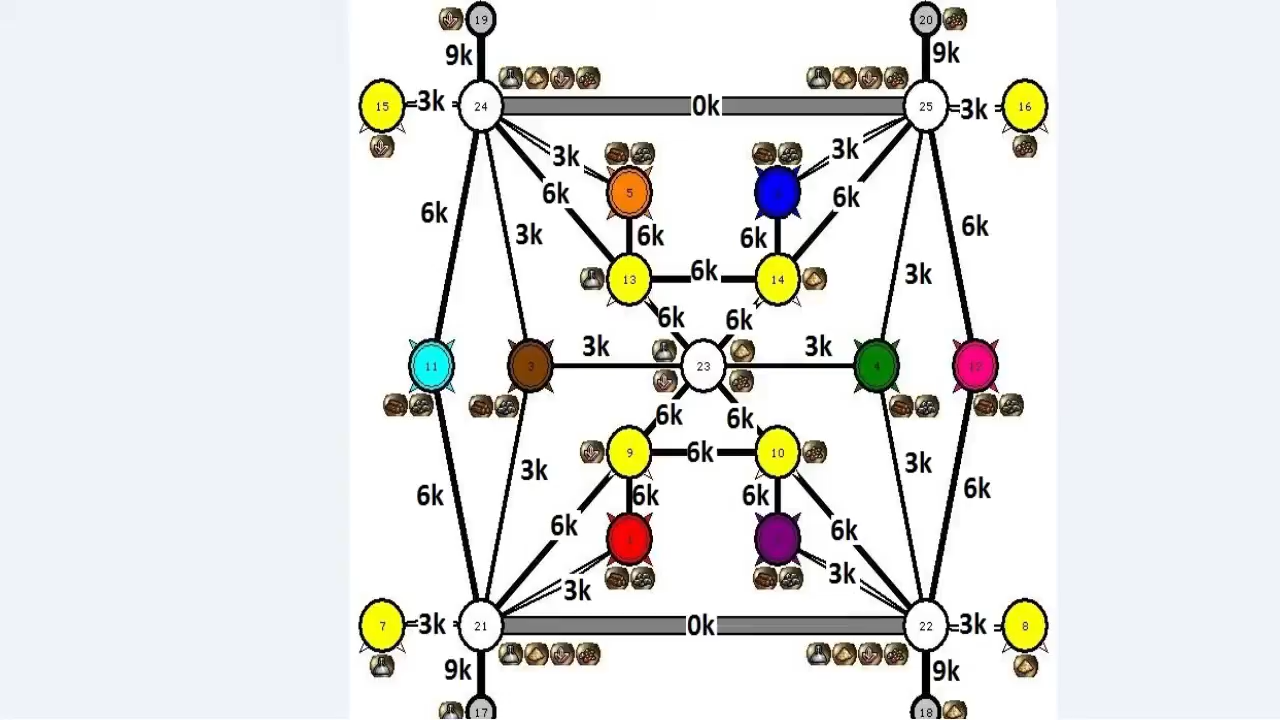 19 20
9k 9k
15 3k 24 0k 25 3k 16
3k 3k
5
6k 6k
6k 3k 6k 6k 3k 6k
13 6k 14
6k 6k
11 3 3k 23 3k 4 12
6k 6k
9 6k 10
6k 3k 6k 6k 3k 6k
6k 6k
1
3k 3k
7 3k 21 0k 22 3k 8
9k 9k
17 18